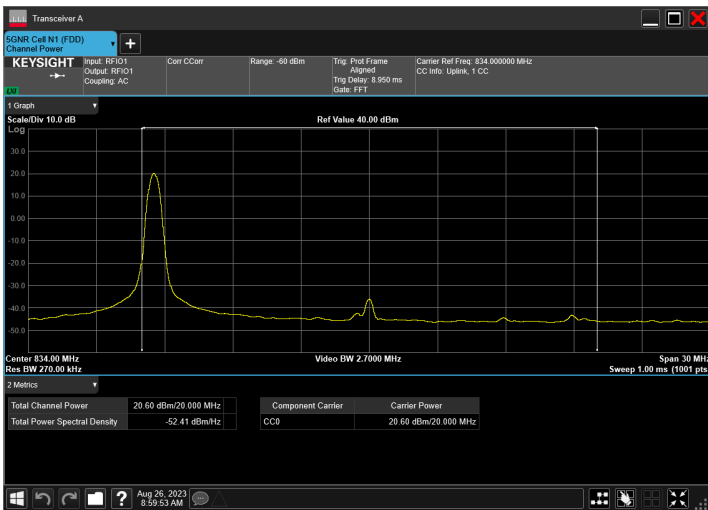 Transceiver A
5GNR Cell N1 (FDD)
Channel Power
KEYSIGHT
LXI
Input: RFIO1
Output: RFIO1
Coupling: AC
Corr CCorr
Range: -60 dBm
Trig: Prot Frame
Aligned
Trig Delay: 8.950 ms
Gate: FFT
Carrier Ref Freq: 834.000000 MHz
CC Info: Uplink, 1 CC
1 Graph
Scale/Div 10.0 dB
Ref Value 40.00 dBm
Log
30.0
20.0
10.0
0.00
-10.0
-20.0
-30.0
-40.0
-50.0
Center 834.00 MHz
Video BW 2.7000 MHz
Span 30 MHz
Res BW 270.00 kHz
Sweep 1.00 ms (1001 pts
2 Metrics
Total Channel Power 20.60 dBm/20.000 MHz
Total Power Spectral Density -52.41 dBm/Hz
Component Carrier Carrier Power
CC0 20.60 dBm/20.000 MHz
Aug 26, 2023
8:59:53 AM